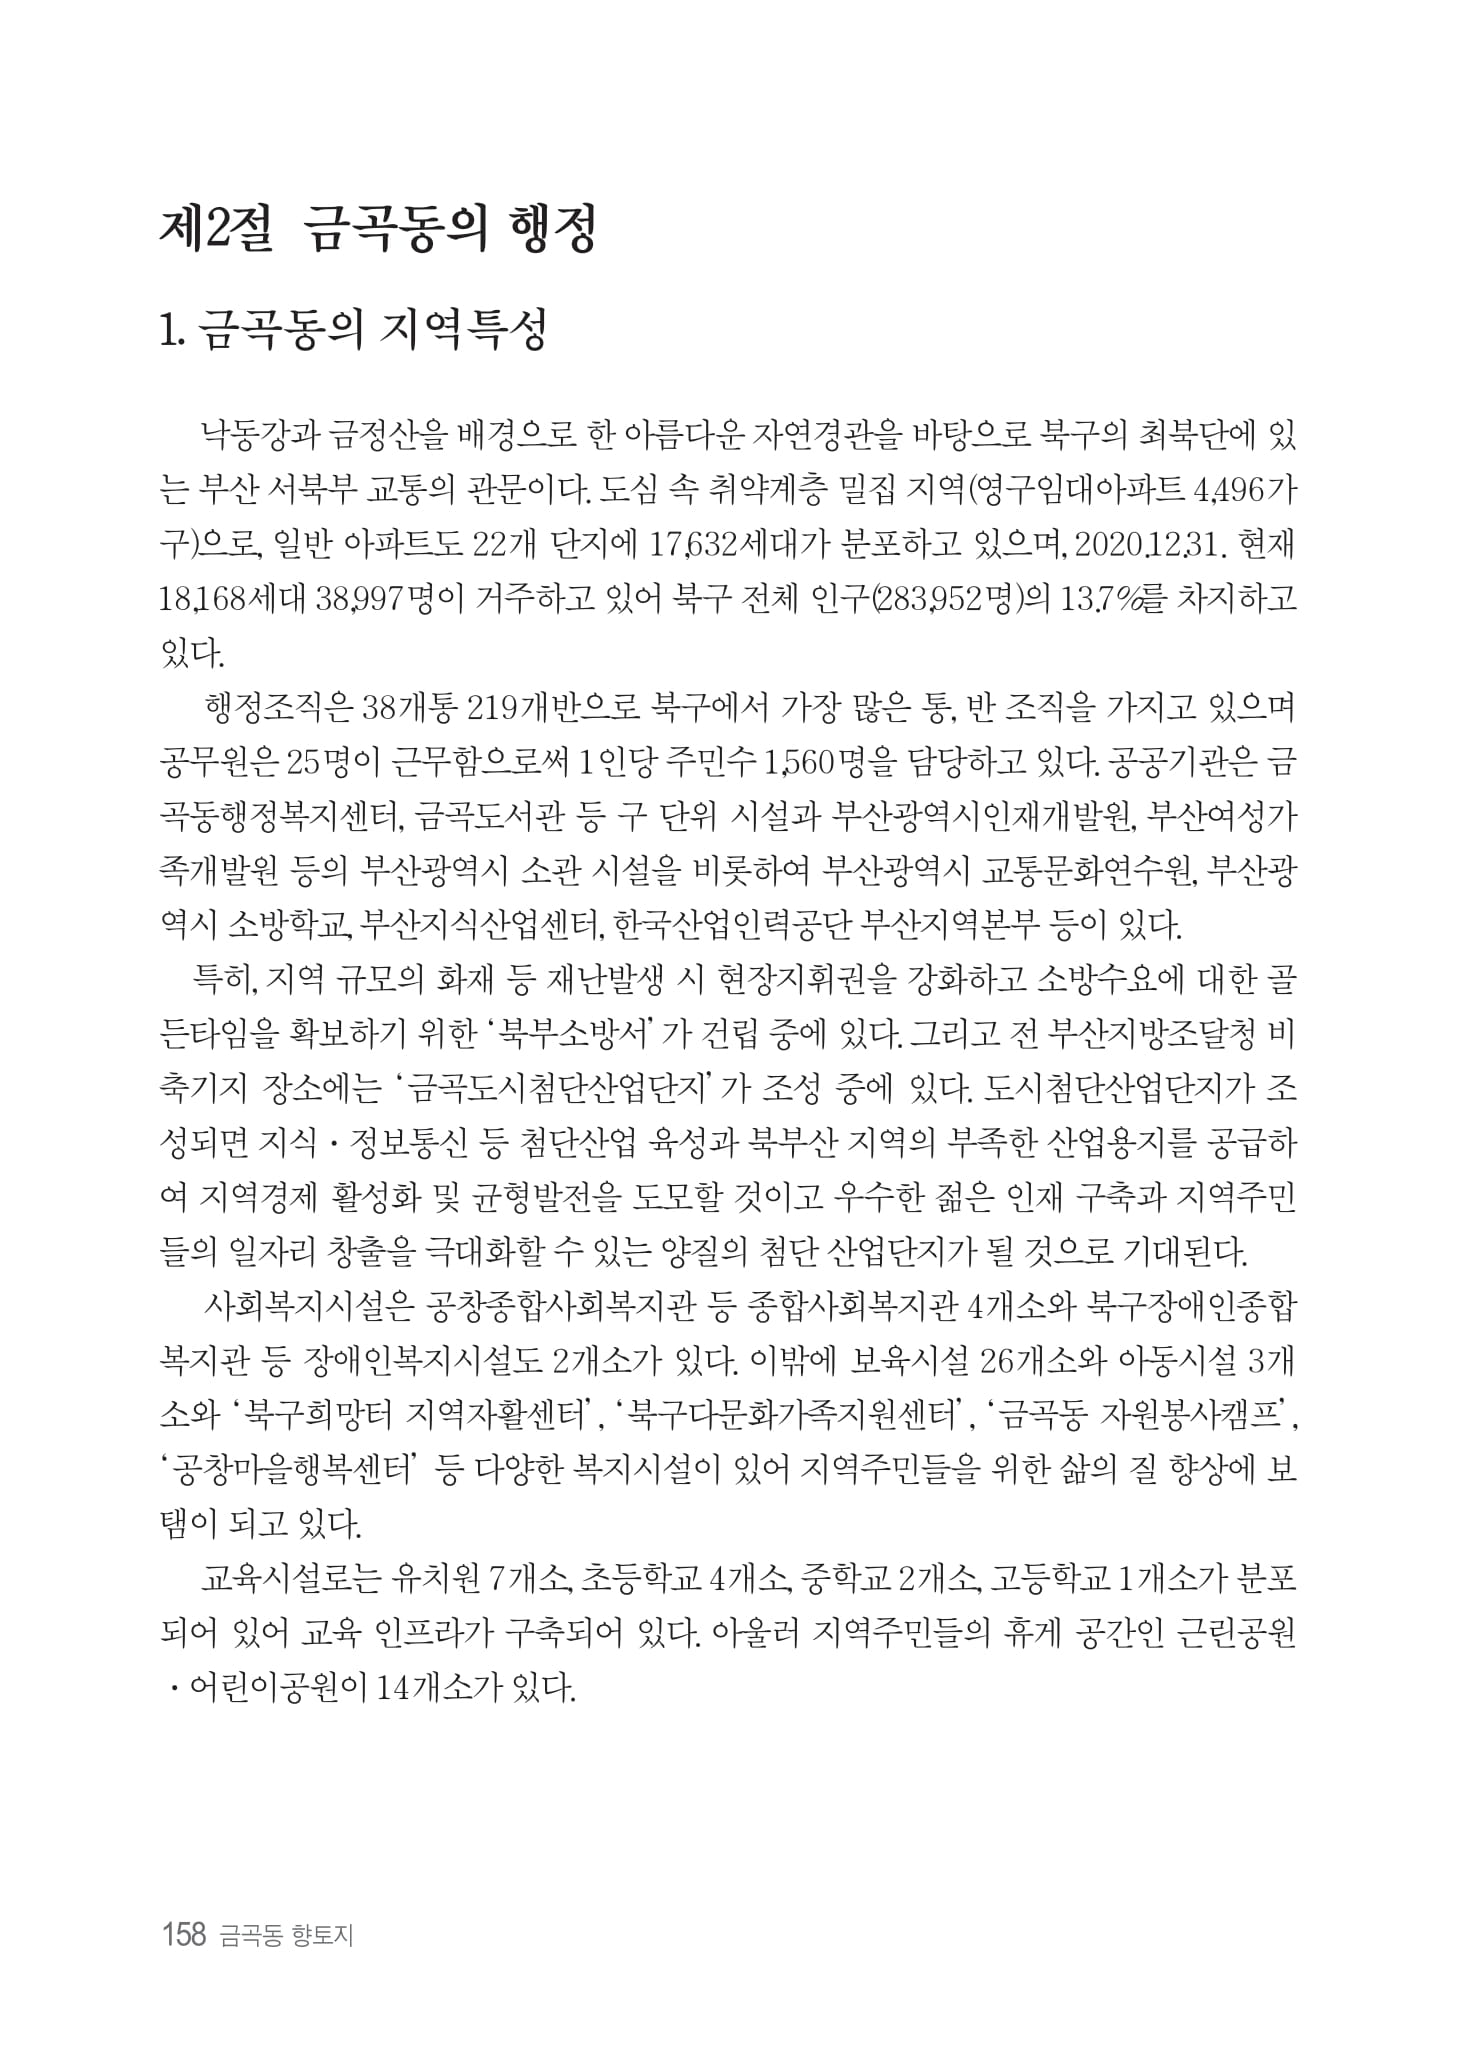 제2절 금곡동의 행정
1. 금곡동의 지역특성
낙동강과 금정산을 배경으로 한 아름다운 자연경관을 바탕으로 북구의 최북단에 있
는 부산 서북부 교통의 관문이다. 도심 속 취약계층 밀집 지역(영구임대아파트 4,496가
구)으로, 일반 아파트도 22개 단지에 17,632세대가 분포하고 있으며, 2020.12.31. 현재
18,168세대 38,997명이 거주하고 있어 북구 전체 인구(283,952명)의 13.7%를 차지하고
있다.
행정조직은 38개통 219개반으로 북구에서 가장 많은 통, 반 조직을 가지고 있으며
공무원은 25명이 근무함으로써 1인당 주민수 1,560명을 담당하고 있다. 공공기관은 금
곡동행정복지센터, 금곡도서관 등 구 단위 시설과 부산광역시인재개발원, 부산여성가
족개발원 등의 부산광역시 소관 시설을 비롯하여 부산광역시 교통문화연수원, 부산광
역시 소방학교, 부산지식산업센터, 한국산업인력공단 부산지역본부 등이 있다.
특히, 지역 규모의 화재 등 재난발생 시 현장지휘권을 강화하고 소방수요에 대한 골
든타임을 확보하기 위한 ‘북부소방서’가 건립 중에 있다. 그리고 전 부산지방조달청 비
축기지 장소에는 ‘금곡도시첨단산업단지’가 조성 중에 있다. 도시첨단산업단지가 조
성되면 지식·정보통신 등 첨단산업 육성과 북부산 지역의 부족한 산업용지를 공급하
여 지역경제 활성화 및 균형발전을 도모할 것이고 우수한 젊은 인재 구축과 지역주민
들의 일자리 창출을 극대화할 수 있는 양질의 첨단 산업단지가 될 것으로 기대된다.
사회복지시설은 공창종합사회복지관 등 종합사회복지관 4개소와 북구장애인종합
복지관 등 장애인복지시설도 2개소가 있다. 이밖에 보육시설 26개소와 아동시설 3개
소와 ‘북구희망터 지역자활센터’, ‘북구다문화가족지원센터’, ‘금곡동 자원봉사캠프’,
‘공창마을행복센터’ 등 다양한 복지시설이 있어 지역주민들을 위한 삶의 질 향상에 보
탬이 되고 있다.
교육시설로는 유치원 7개소, 초등학교 4개소, 중학교 2개소, 고등학교 1개소가 분포
되어 있어 교육 인프라가 구축되어 있다. 아울러 지역주민들의 휴게 공간인 근린공원
·어린이공원이 14개소가 있다.
158 금곡동 향토지